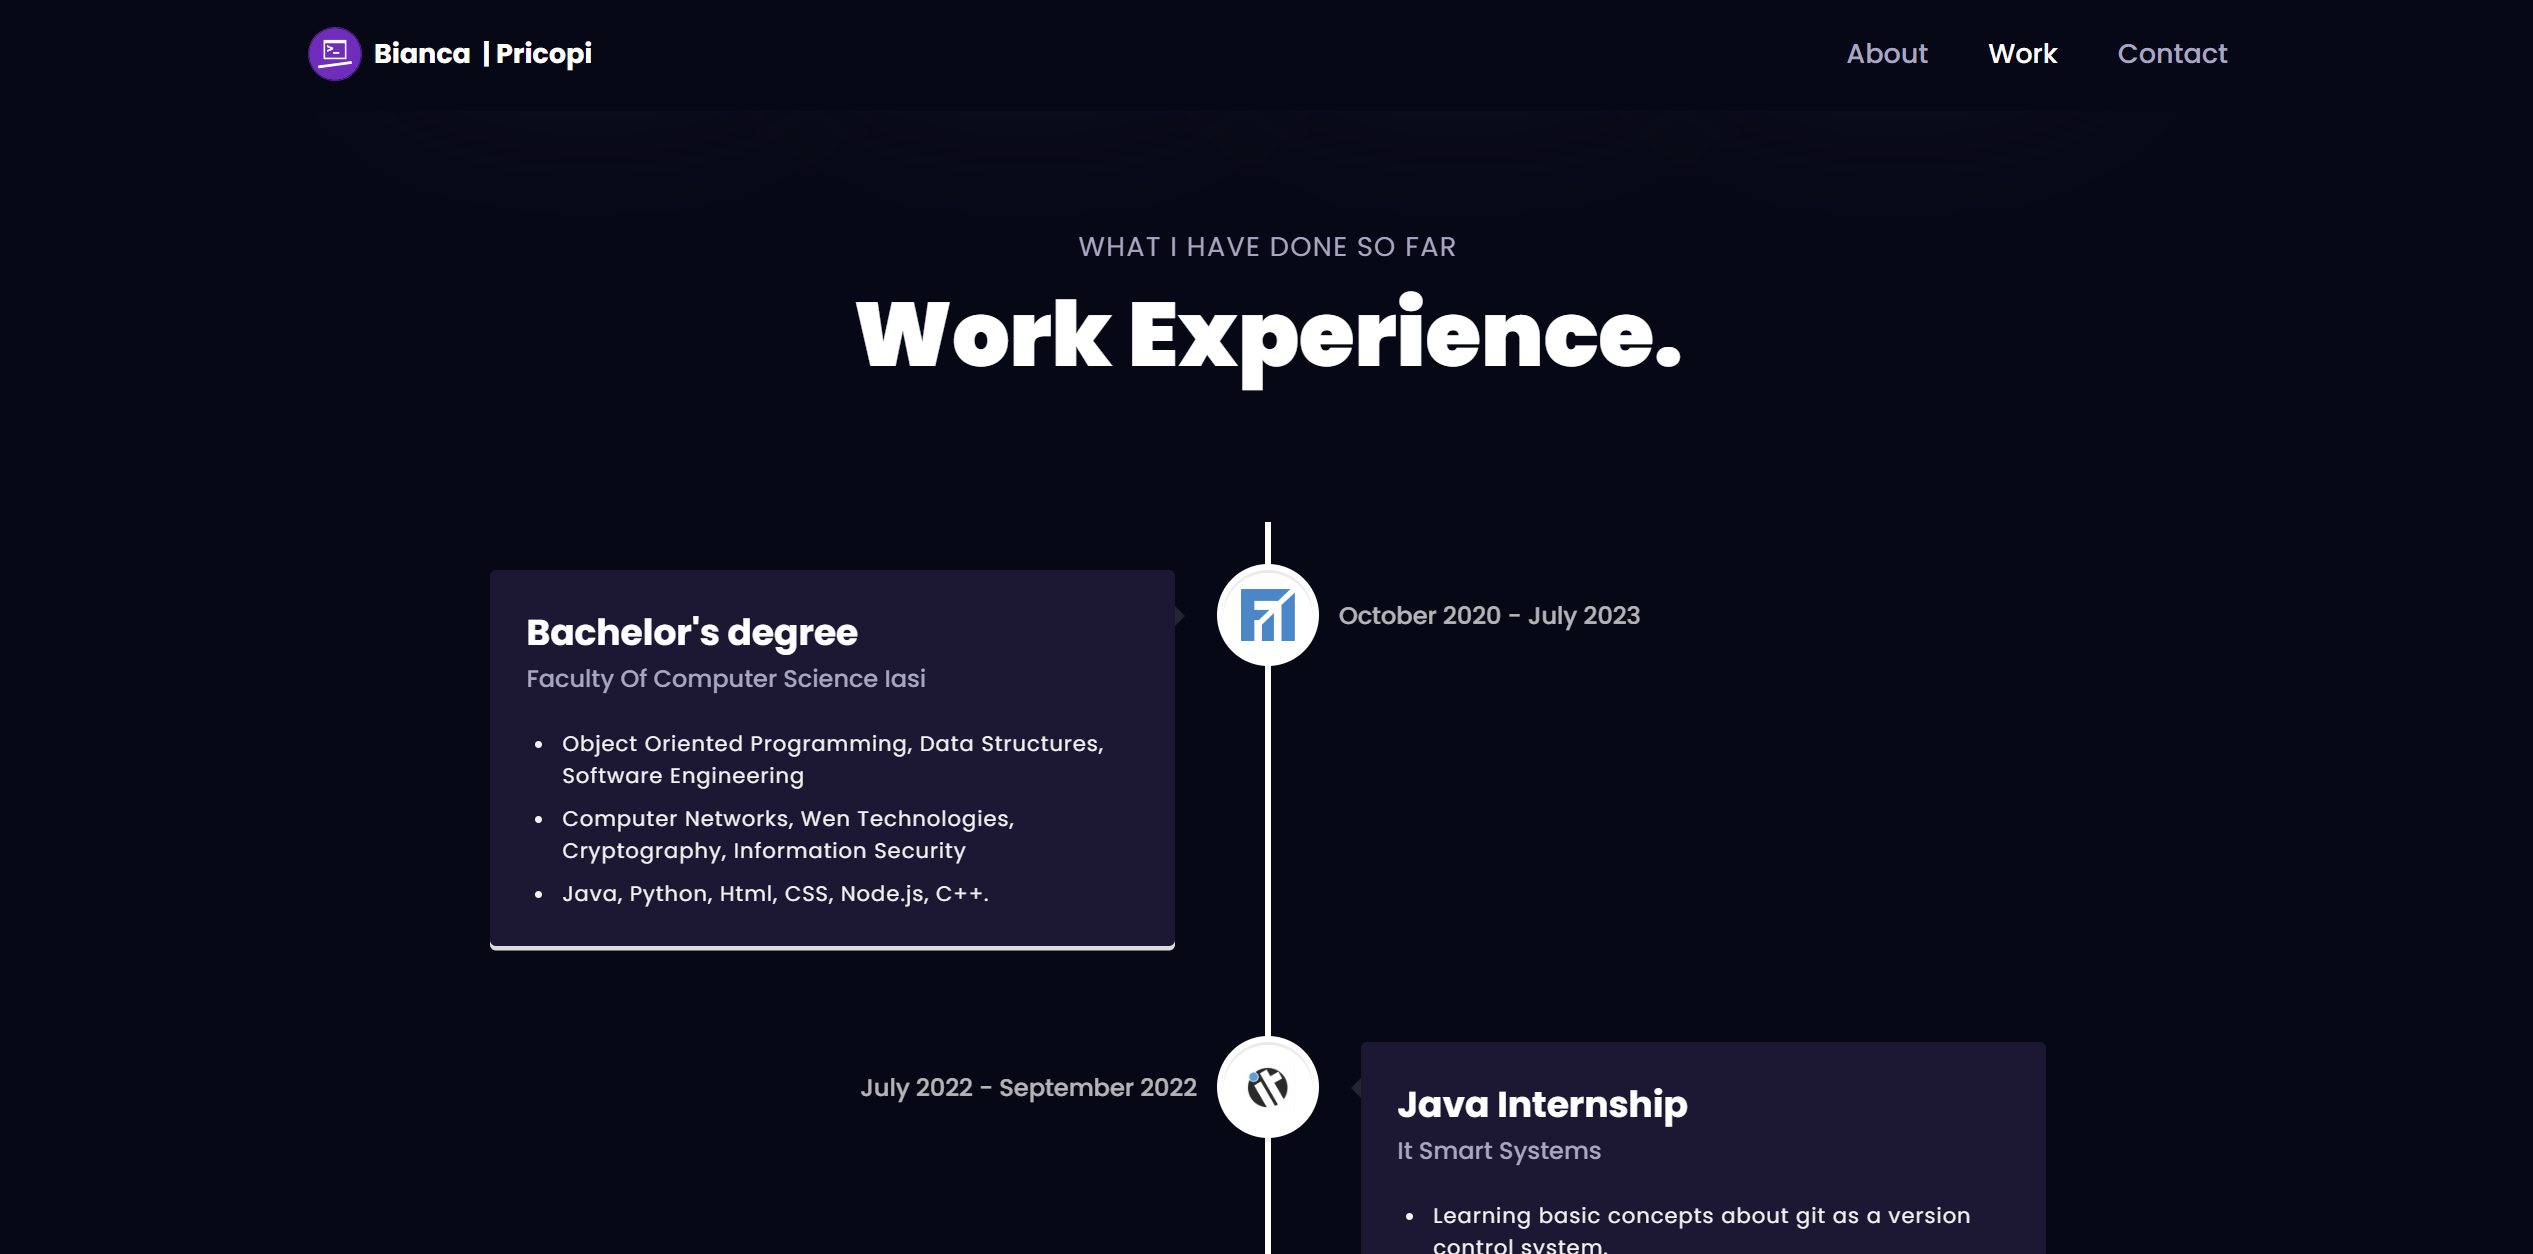 Bianca | Pricopi
About Work Contact
WHAT I HAVE DONE SO FAR
Work Experience.
Bachelor's degree
Faculty Of Computer Science Iasi
Object Oriented Programming, Data Structures,
Software Engineering
Computer Networks, Wen Technologies,
Cryptography, Information Security
Java, Python, Html, CSS, Node.js, C++.
October 2020 - July 2023
July 2022 - September 2022
Java Internship
It Smart Systems
Learning basic concepts about git as a version
control system.